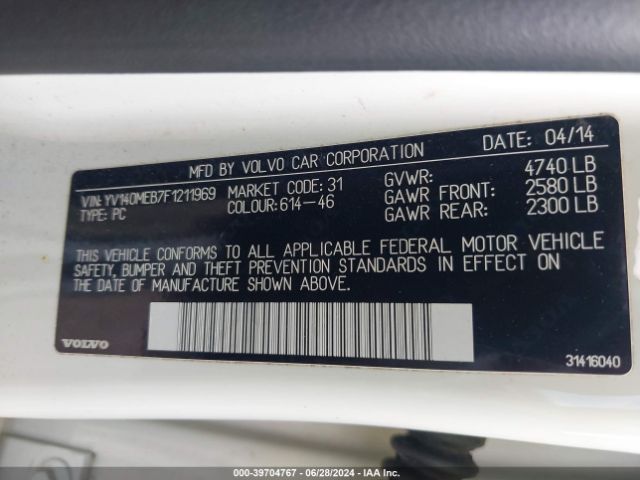 MFD BY VOLVO CAR CORPORATION
DATE: 04/14
VIN: YV140MEB7F1211969
TYPE: PC
MARKET CODE: 31
COLOUR: 614-46
GVWR: 4740 LB
GAWR FRONT: 2580 LB
GAWR REAR: 2300 LB
THIS VEHICLE CONFORMS TO ALL APPLICABLE FEDERAL MOTOR VEHICLE
SAFETY, BUMPER AND THEFT PREVENTION STANDARDS IN EFFECT ON
THE DATE OF MANUFACTURE SHOWN ABOVE.
VOLVO
31416040
000-39704767 - 06/28/2024 - IAA Inc.